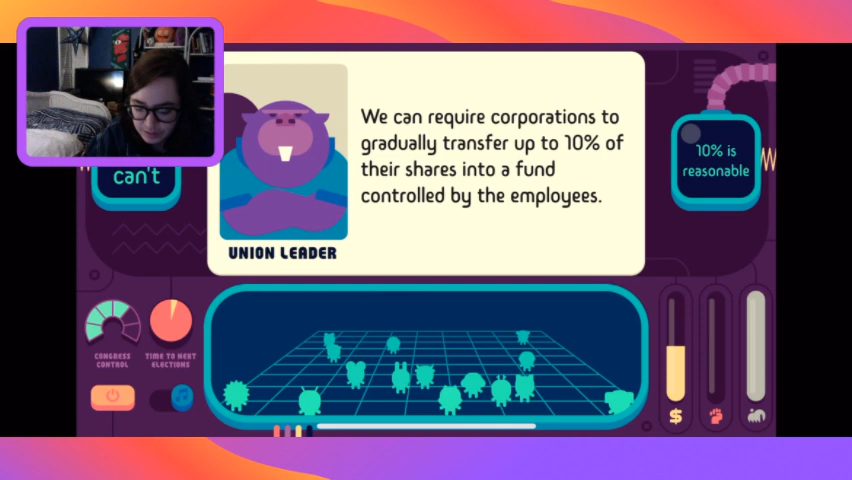 We can require corporations to
gradually transfer up to 10% of
their shares into a fund
controlled by the employees.
can't
10% is
reasonable
UNION LEADER
CONGRESS
CONTROL
TIME TO NEXT
ELECTIONS
$